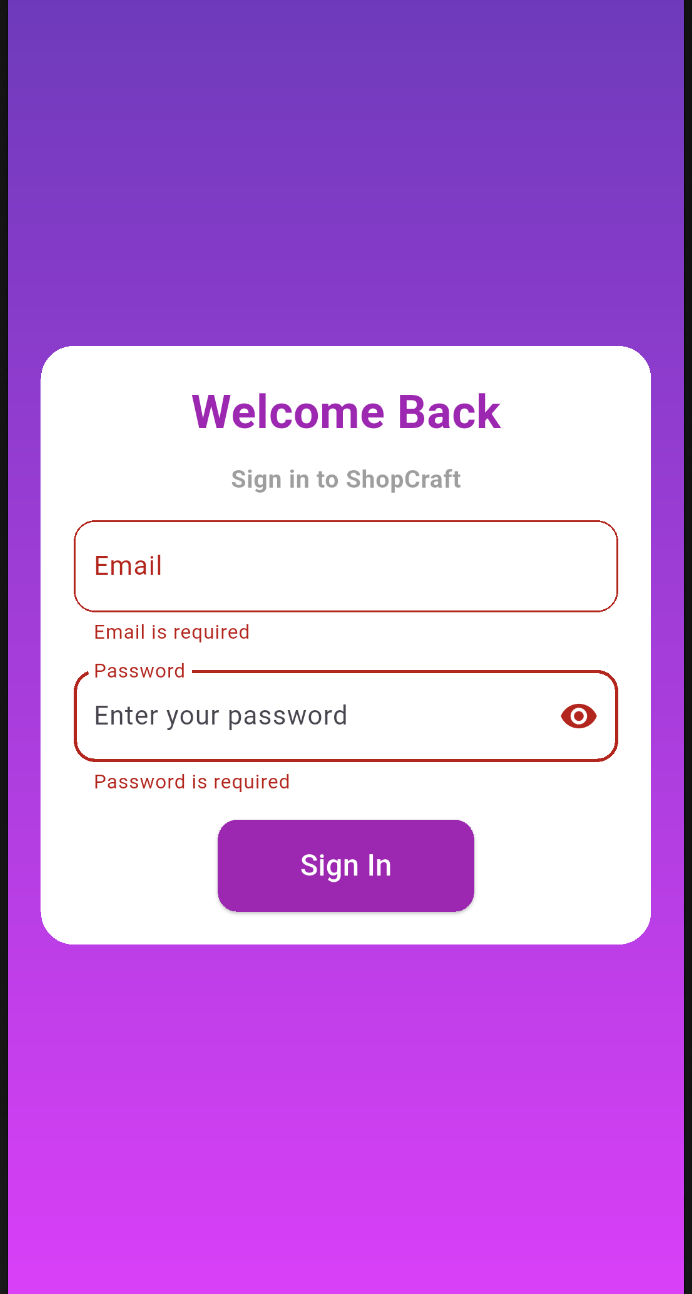 Welcome Back
Sign in to ShopCraft
Email
Email is required
Password
Enter your password
Password is required
Sign In